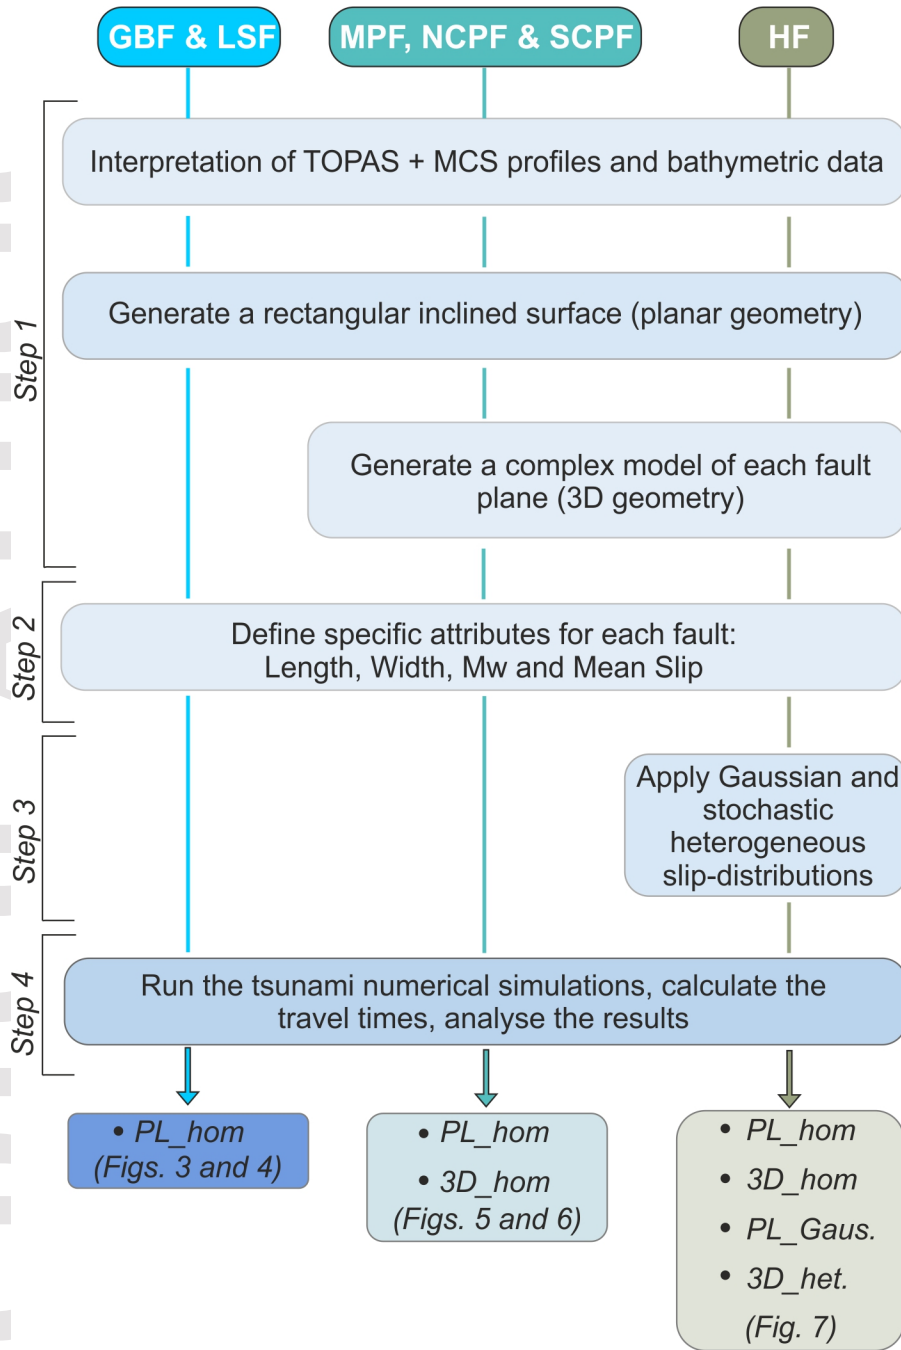 GBF & LSF
MPF, NCPF & SCPF
HF
Step 1
Interpretation of TOPAS + MCS profiles and bathymetric data
Generate a rectangular inclined surface (planar geometry)
Generate a complex model of each fault
plane (3D geometry)
Step 2
Define specific attributes for each fault:
Length, Width, Mw and Mean Slip
Step 3
Apply Gaussian and
stochastic
heterogeneous
slip-distributions
Step 4
Run the tsunami numerical simulations, calculate the
travel times, analyse the results
• PL_hom
(Figs. 3 and 4)
• PL_hom
• 3D_hom
(Figs. 5 and 6)
• PL_hom
• 3D_hom
• PL_Gaus.
• 3D_het.
(Fig. 7)